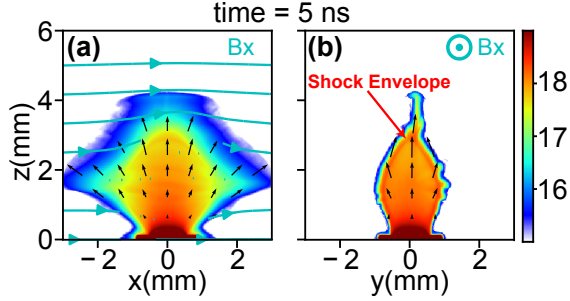 time = 5 ns
(a) Bx
(b) Bx
Shock Envelope
z(mm)
6
4
2
0
−2 0 2
x(mm)
−2 0 2
y(mm)
18
17
16